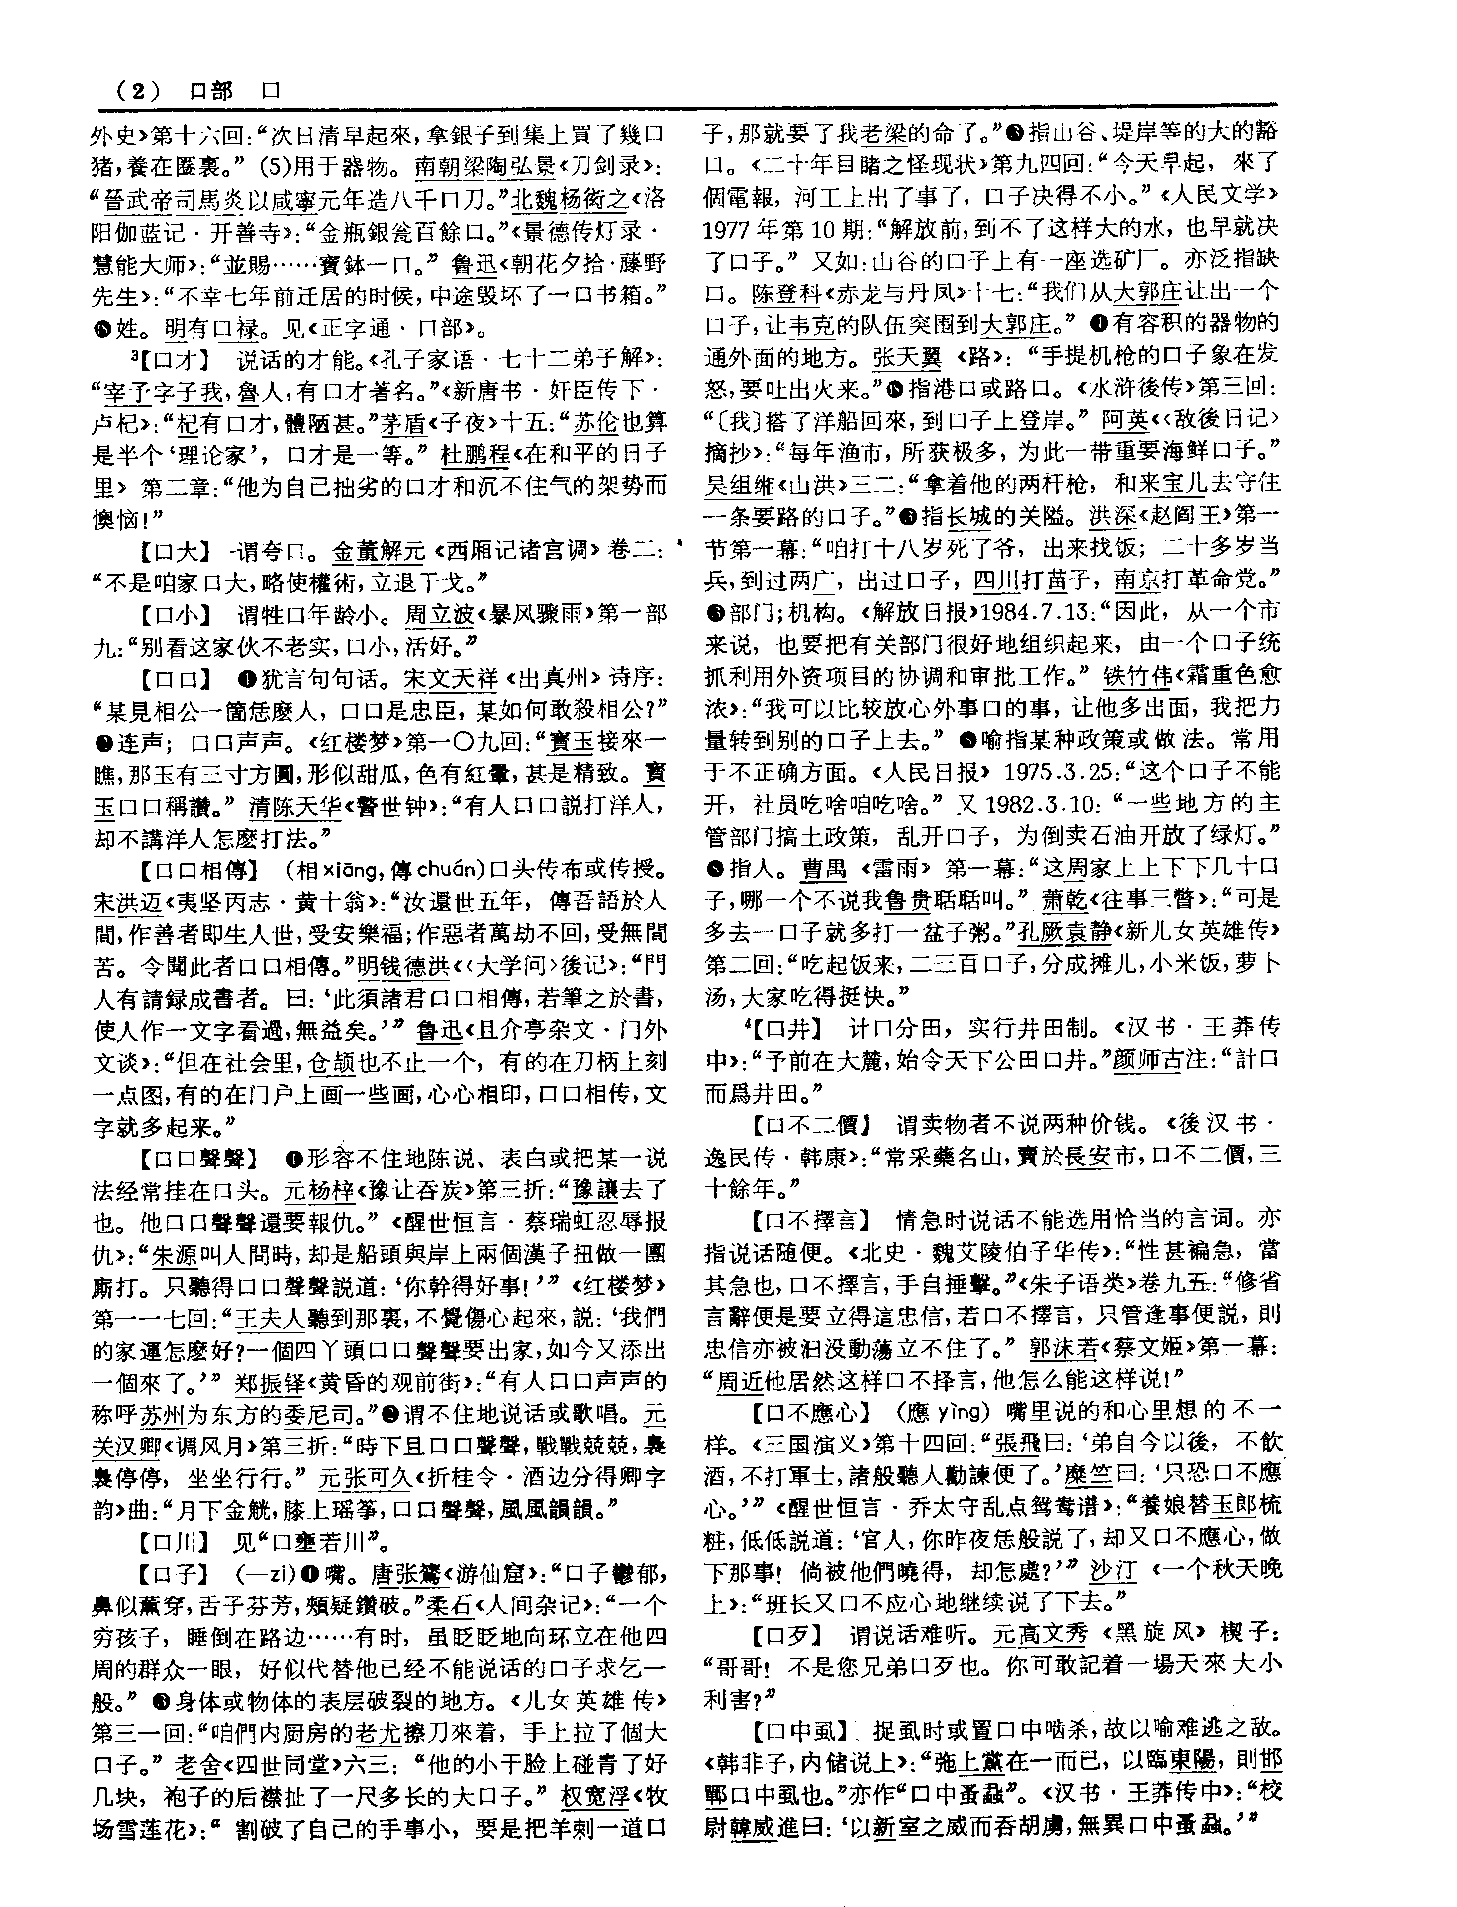 (2) 口部 口
外史》第十六回：“次日清早起來，拿銀子到集上買了幾口
猪，養在圈裏。” (5)用于器物。南朝梁陶弘景《刀剑录》：
“晉武帝司馬炎以咸寧元年造八千口刀。”北魏杨衒之《洛
阳伽蓝记·开善寺》：“金瓶銀瓮百餘口。”《景德传灯录·
慧能大师》：“並賜……寶鉢一口。” 鲁迅《朝花夕拾·藤野
先生》：“不幸七年前迁居的时候，中途毁坏了一口书箱。”
❻姓。明有口禄。见《正字通·口部》。
³【口才】 说话的才能。《孔子家语·七十二弟子解》：
“宰予字子我，魯人，有口才著名。”《新唐书·奸臣传下·
卢杞》：“杞有口才，體陋甚。”茅盾《子夜》十五：“苏伦也算
是半个‘理论家’，口才是一等。” 杜鹏程《在和平的日子
里》 第二章：“他为自己拙劣的口才和沉不住气的架势而
懊恼！”
【口大】 谓夸口。金董解元《西厢记诸宫调》卷二：
“不是咱家口大，略使權術，立退干戈。”
【口小】 谓牲口年龄小。周立波《暴风骤雨》第一部
九：“别看这家伙不老实，口小，活好。”
【口口】 ❶犹言句句话。宋文天祥《出真州》诗序：
“某見相公一箇恁麽人，口口是忠臣，某如何敢殺相公？”
❷连声；口口声声。《红楼梦》第一〇九回：“寶玉接來一
瞧，那玉有三寸方圓，形似甜瓜，色有紅暈，甚是精致。寶
玉口口稱讚。” 清陈天华《警世钟》：“有人口口説打洋人，
却不講洋人怎麽打法。”
【口口相傳】 (相xiāng，傳chuán)口头传布或传授。
宋洪迈《夷坚丙志·黄十翁》：“汝還世五年，傳吾語於人
間，作善者即生人世，受安樂福；作惡者萬劫不回，受無間
苦。令聞此者口口相傳。”明钱德洪《〈大学问〉後记》：“門
人有請録成書者。曰：‘此須諸君口口相傳，若筆之於書，
使人作一文字看過，無益矣。’” 鲁迅《且介亭杂文·门外
文谈》：“但在社会里，仓颉也不止一个，有的在刀柄上刻
一点图，有的在门户上画一些画，心心相印，口口相传，文
字就多起来。”
【口口聲聲】 ❶形容不住地陈说、表白或把某一说
法经常挂在口头。元杨梓《豫让吞炭》第三折：“豫讓去了
也。他口口聲聲還要報仇。”《醒世恒言·蔡瑞虹忍辱报
仇》：“朱源叫人問時，却是船頭與岸上兩個漢子扭做一團
厮打。只聽得口口聲聲説道：‘你幹得好事！’”《红楼梦》
第一一七回：“王夫人聽到那裏，不覺傷心起來，説：‘我們
的家運怎麽好？一個四丫頭口口聲聲要出家，如今又添出
一個來了。’” 郑振铎《黄昏的观前街》：“有人口口声声的
称呼苏州为东方的委尼司。”❷谓不住地说话或歌唱。元
关汉卿《调风月》第三折：“時下且口口聲聲，戰戰兢兢，裊
裊停停，坐坐行行。” 元张可久《折桂令·酒边分得卿字
韵》曲：“月下金觥，膝上瑶筝，口口聲聲，風風韻韻。”
【口川】 见“口壅若川”。
【口子】 (—zi)❶嘴。唐张鷟《游仙窟》：“口子鬱郁，
鼻似薰穿，舌子芬芳，頰疑鑽破。”柔石《人间杂记》：“一个
穷孩子，睡倒在路边……有时，虽眨眨地向环立在他四
周的群众一眼，好似代替他已经不能说话的口子求乞一
般。” ❷身体或物体的表层破裂的地方。《儿女英雄传》
第三一回：“咱們内厨房的老尤擦刀來着，手上拉了個大
口子。” 老舍《四世同堂》六三：“他的小干脸上碰青了好
几块，袍子的后襟扯了一尺多长的大口子。” 权宽浮《牧
场雪莲花》：“割破了自己的手事小，要是把羊剌一道口
子，那就要了我老梁的命了。”❸指山谷、堤岸等的大的豁
口。《二十年目睹之怪现状》第九四回：“今天早起，來了
個電報，河工上出了事了，口子决得不小。”《人民文学》
1977年第10期：“解放前，到不了这样大的水，也早就决
了口子。” 又如：山谷的口子上有一座选矿厂。亦泛指缺
口。陈登科《赤龙与丹凤》十七：“我们从大郭庄让出一个
口子，让韦克的队伍突围到大郭庄。” ❹有容积的器物的
通外面的地方。张天翼《路》：“手提机枪的口子象在发
怒，要吐出火来。”❺指港口或路口。《水浒後传》第三回：
“〔我〕搭了洋船回來，到口子上登岸。” 阿英《〈敌後日记〉
摘抄》：“每年渔市，所获极多，为此一带重要海鲜口子。”
吴组缃《山洪》三二：“拿着他的两杆枪，和来宝儿去守住
一条要路的口子。”❻指长城的关隘。洪深《赵阎王》第一
节第一幕：“咱打十八岁死了爷，出来找饭；二十多岁当
兵，到过两广，出过口子，四川打苗子，南京打革命党。”
❼部门；机构。《解放日报》1984.7.13：“因此，从一个市
来说，也要把有关部门很好地组织起来，由一个口子统
抓利用外资项目的协调和审批工作。” 铁竹伟《霜重色愈
浓》：“我可以比较放心外事口的事，让他多出面，我把力
量转到别的口子上去。” ❽喻指某种政策或做法。常用
于不正确方面。《人民日报》1975.3.25：“这个口子不能
开，社员吃啥咱吃啥。” 又1982.3.10：“一些地方的主
管部门搞土政策，乱开口子，为倒卖石油开放了绿灯。”
❾指人。曹禺《雷雨》第一幕：“这周家上上下下几十口
子，哪一个不说我鲁贵聒聒叫。” 萧乾《往事三瞥》：“可是
多去一口子就多打一盆子粥。”孔厥袁静《新儿女英雄传》
第二回：“吃起饭来，二三百口子，分成摊儿，小米饭，萝卜
汤，大家吃得挺快。”
⁴【口井】 计口分田，实行井田制。《汉书·王莽传
中》：“予前在大麓，始令天下公田口井。”颜师古注：“計口
而爲井田。”
【口不二價】 谓卖物者不说两种价钱。《後汉书·
逸民传·韩康》：“常采藥名山，賣於長安市，口不二價，三
十餘年。”
【口不擇言】 情急时说话不能选用恰当的言词。亦
指说话随便。《北史·魏艾陵伯子华传》：“性甚褊急，當
其急也，口不擇言，手自捶擊。”《朱子语类》卷九五：“修省
言辭便是要立得這忠信，若口不擇言，只管逢事便説，則
忠信亦被汩没動蕩立不住了。” 郭沫若《蔡文姬》第一幕：
“周近他居然这样口不择言，他怎么能这样说！”
【口不應心】 (應yìng) 嘴里说的和心里想的不一
样。《三国演义》第十四回：“張飛曰：‘弟自今以後，不飲
酒，不打軍士，諸般聽人勸諫便了。’糜竺曰：‘只恐口不應
心。’”《醒世恒言·乔太守乱点鸳鸯谱》：“養娘替玉郎梳
粧，低低説道：‘官人，你昨夜恁般説了，却又口不應心，做
下那事！倘被他們曉得，却怎處？’” 沙汀《一个秋天晚
上》：“班长又口不应心地继续说了下去。”
【口歹】 谓说话难听。元高文秀《黑旋风》楔子：
“哥哥！不是您兄弟口歹也。你可敢記着一場天來大小
利害？”
【口中虱】 捉虱时或置口中啮杀，故以喻难逃之敌。
《韩非子，内储说上》：“弛上黨在一而已，以臨東陽，則邯
鄲口中虱也。”亦作“口中蚤蝨”。《汉书·王莽传中》：“校
尉韓威進曰：‘以新室之威而吞胡虜，無異口中蚤蝨。’”